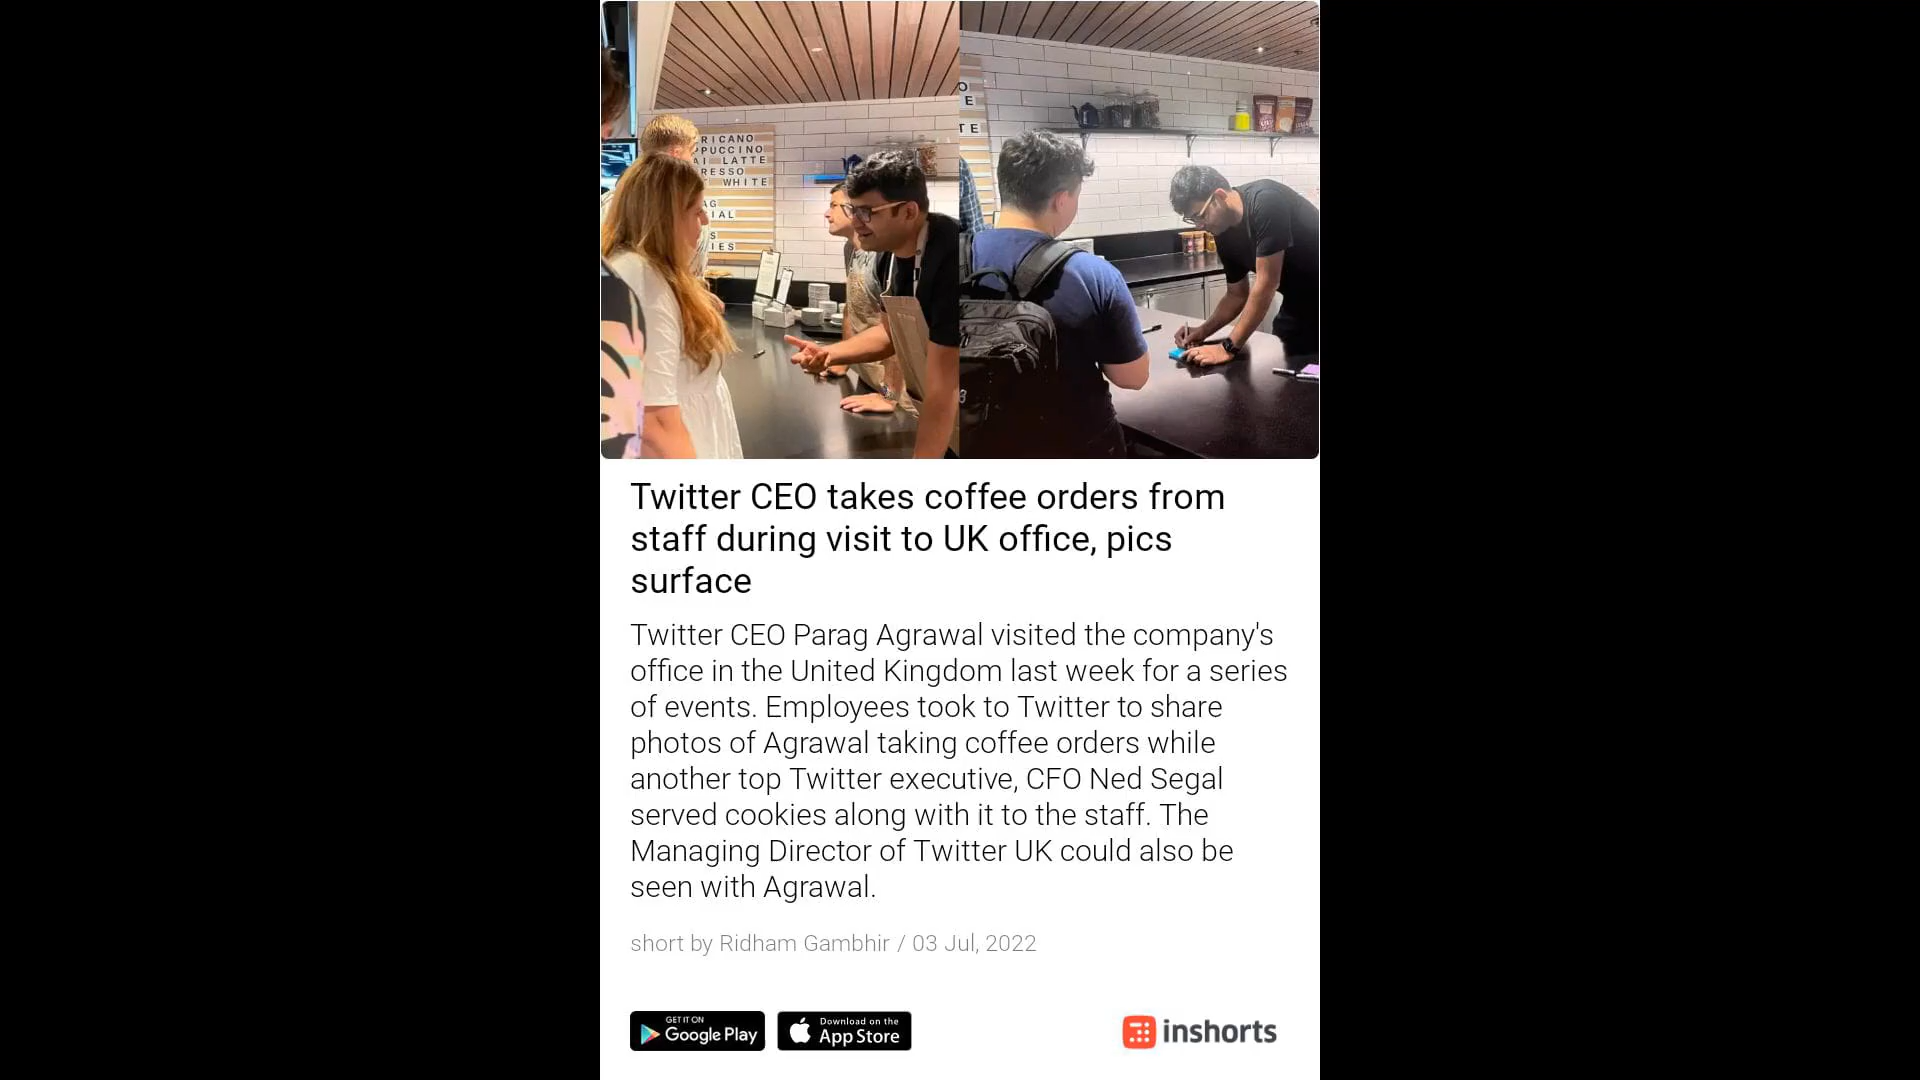 RICANO
PPUCCINO
AI LATTE
RESSO
T WHITE
AG
IAL
S
IES
O
E
TE
Twitter CEO takes coffee orders from
staff during visit to UK office, pics
surface
Twitter CEO Parag Agrawal visited the company's
office in the United Kingdom last week for a series
of events. Employees took to Twitter to share
photos of Agrawal taking coffee orders while
another top Twitter executive, CFO Ned Segal
served cookies along with it to the staff. The
Managing Director of Twitter UK could also be
seen with Agrawal.
short by Ridham Gambhir / 03 Jul, 2022
GET IT ON
Google Play
Download on the
App Store
inshorts